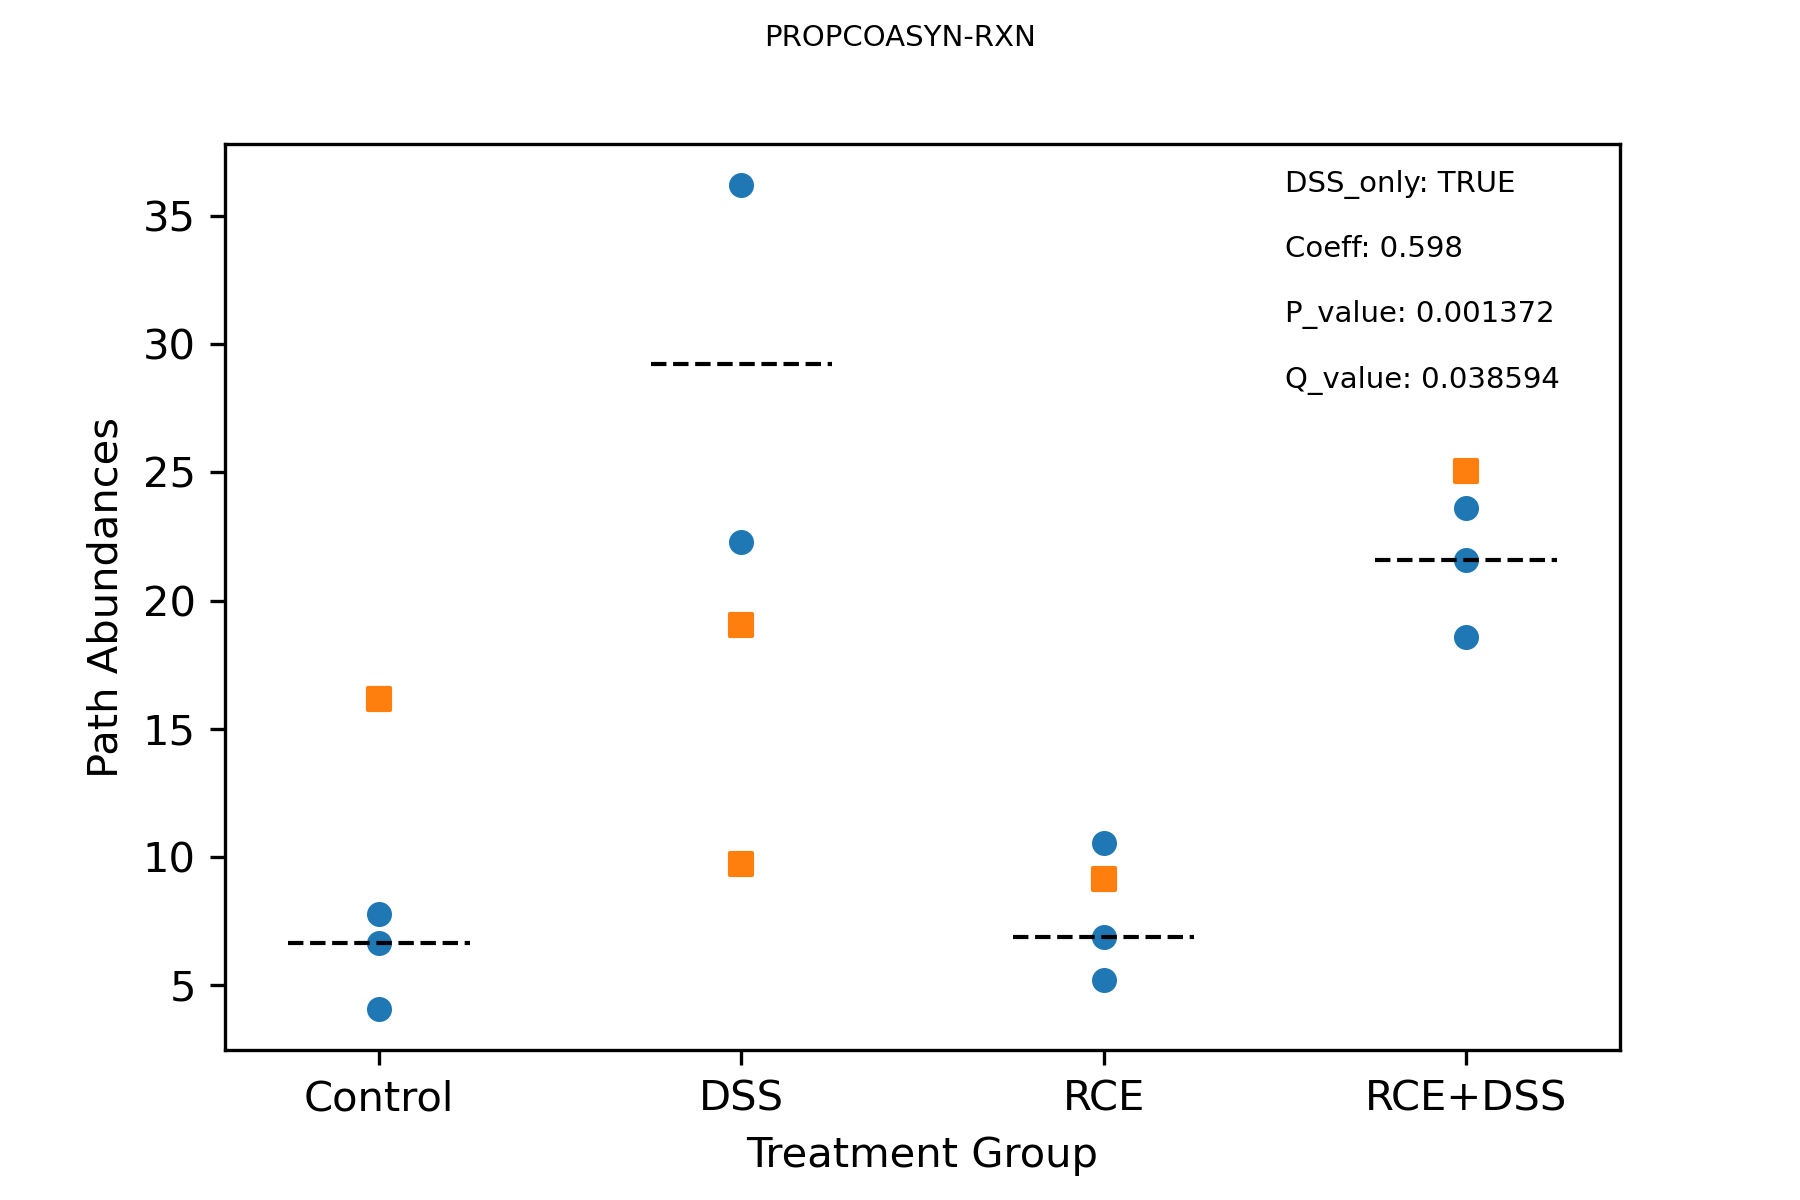 PROPCOASYN-RXN
DSS_only: TRUE
Coeff: 0.598
P_value: 0.001372
Q_value: 0.038594
Path Abundances
35
30
25
20
15
10
5
Control
DSS
RCE
RCE+DSS
Treatment Group